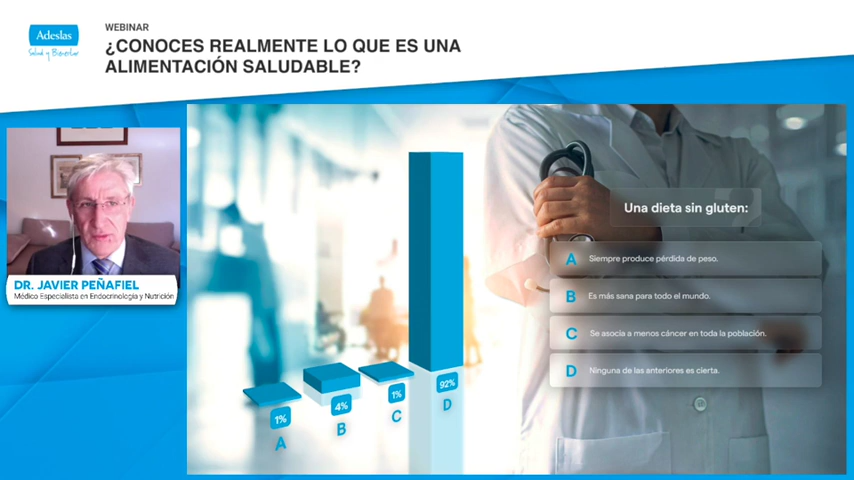 Adeslas
Salud y Bienestar
WEBINAR
¿CONOCES REALMENTE LO QUE ES UNA
ALIMENTACIÓN SALUDABLE?
DR. JAVIER PEÑAFIEL
Médico Especialista en Endocrinología y Nutrición
Una dieta sin gluten:
A Siempre produce pérdida de peso.
B Es más sana para todo el mundo.
C Se asocia a menos cáncer en toda la población.
D Ninguna de las anteriores es cierta.
1%
4%
1%
92%
A
B
C
D